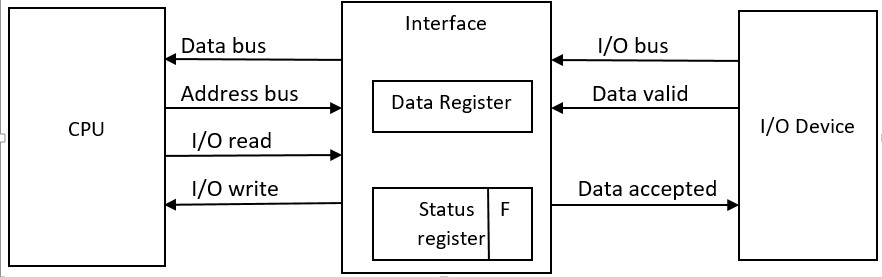 Interface
Data bus
I/O bus
Address bus
Data Register
Data valid
CPU
I/O Device
I/O read
I/O write
Data accepted
Status
register
F